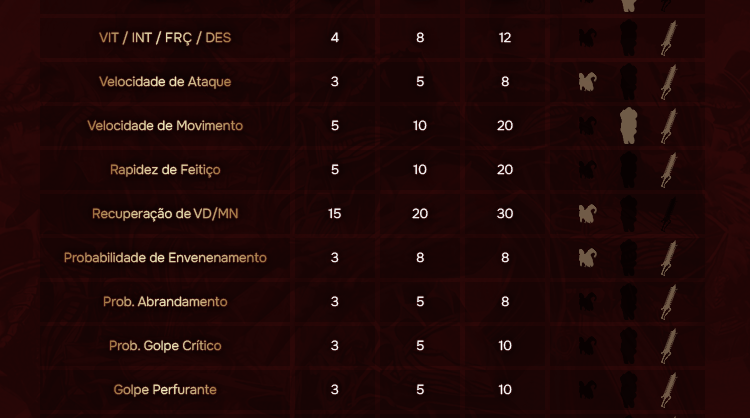 VIT / INT / FRÇ / DES 4 8 12
Velocidade de Ataque 3 5 8
Velocidade de Movimento 5 10 20
Rapidez de Feitiço 5 10 20
Recuperação de VD/MN 15 20 30
Probabilidade de Envenenamento 3 8 8
Prob. Abrandamento 3 5 8
Prob. Golpe Crítico 3 5 10
Golpe Perfurante 3 5 10